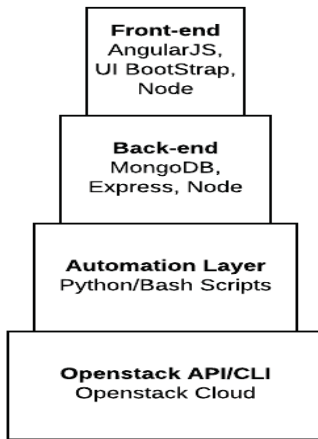 Front-end
AngularJS,
UI BootStrap,
Node
Back-end
MongoDB,
Express, Node
Automation Layer
Python/Bash Scripts
Openstack API/CLI
Openstack Cloud